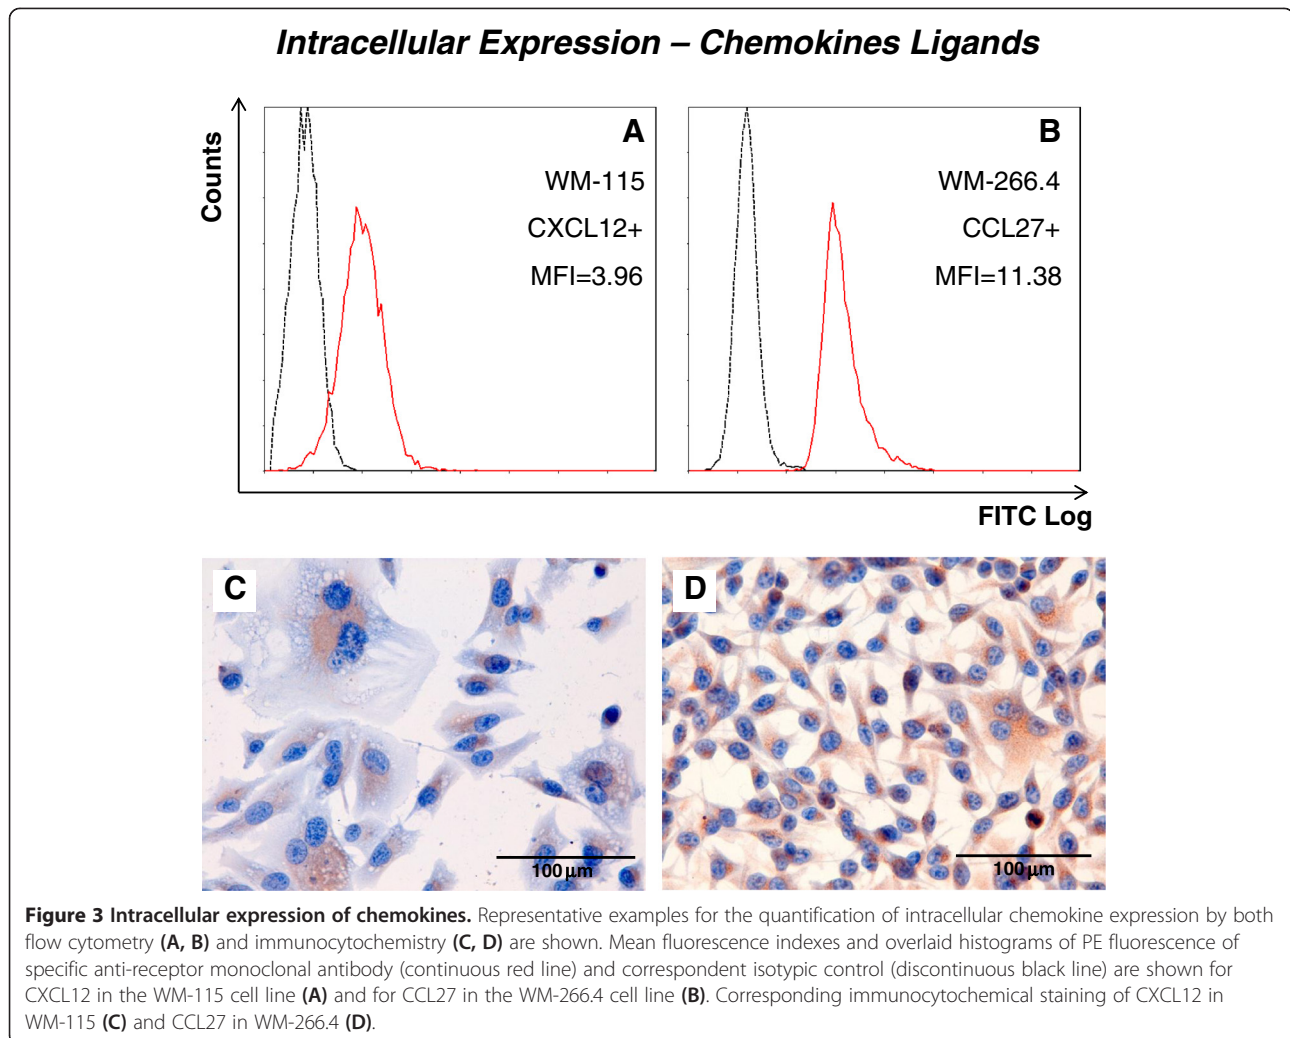 Intracellular Expression – Chemokines Ligands
Counts
A
WM-115
CXCL12+
MFI=3.96
B
WM-266.4
CCL27+
MFI=11.38
FITC Log
C
100 µm
D
100 µm
Figure 3 Intracellular expression of chemokines. Representative examples for the quantification of intracellular chemokine expression by both
flow cytometry (A, B) and immunocytochemistry (C, D) are shown. Mean fluorescence indexes and overlaid histograms of PE fluorescence of
specific anti-receptor monoclonal antibody (continuous red line) and correspondent isotypic control (discontinuous black line) are shown for
CXCL12 in the WM-115 cell line (A) and for CCL27 in the WM-266.4 cell line (B). Corresponding immunocytochemical staining of CXCL12 in
WM-115 (C) and CCL27 in WM-266.4 (D).